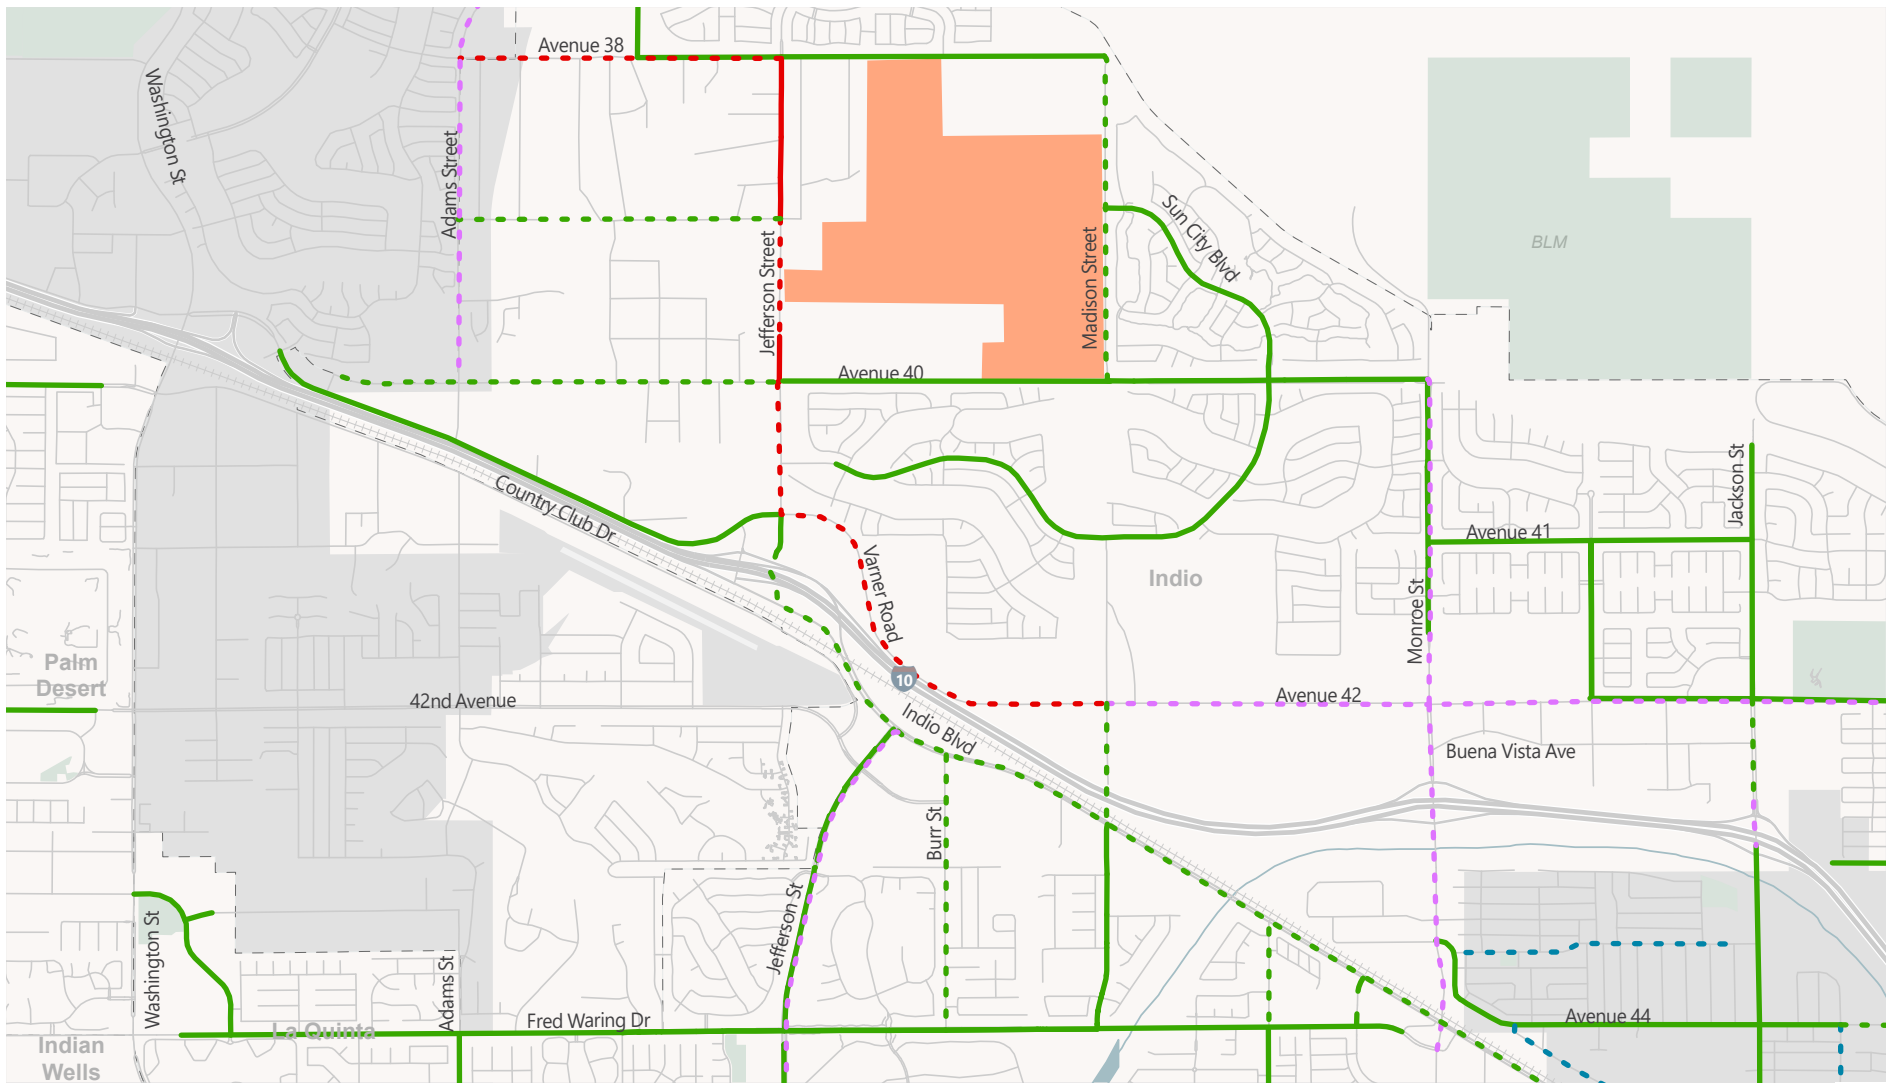 Avenue 38
Washington St
Adams Street
Sun City Blvd
Jefferson Street
Madison Street
BLM
Avenue 40
Country Club Dr
Jackson St
Avenue 41
Varner Road
Indio
Monroe St
Palm
Desert
10
42nd Avenue
Avenue 42
Indio Blvd
Buena Vista Ave
Burr St
Jefferson St
Washington St
Adams St
Fred Waring Dr
Avenue 44
La Quinta
Indian
Wells